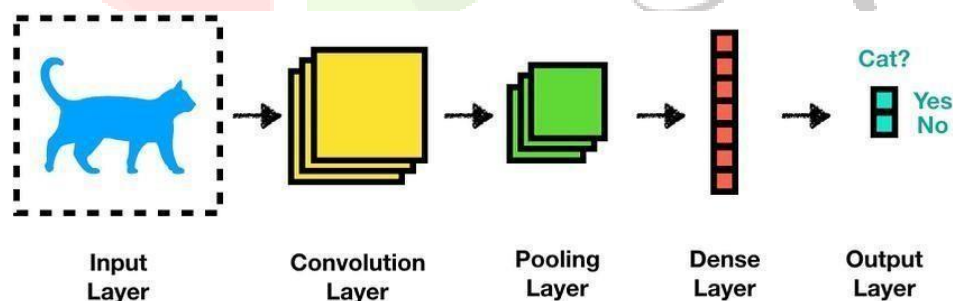 Cat?
Yes
No
Input
Layer
Convolution
Layer
Pooling
Layer
Dense
Layer
Output
Layer